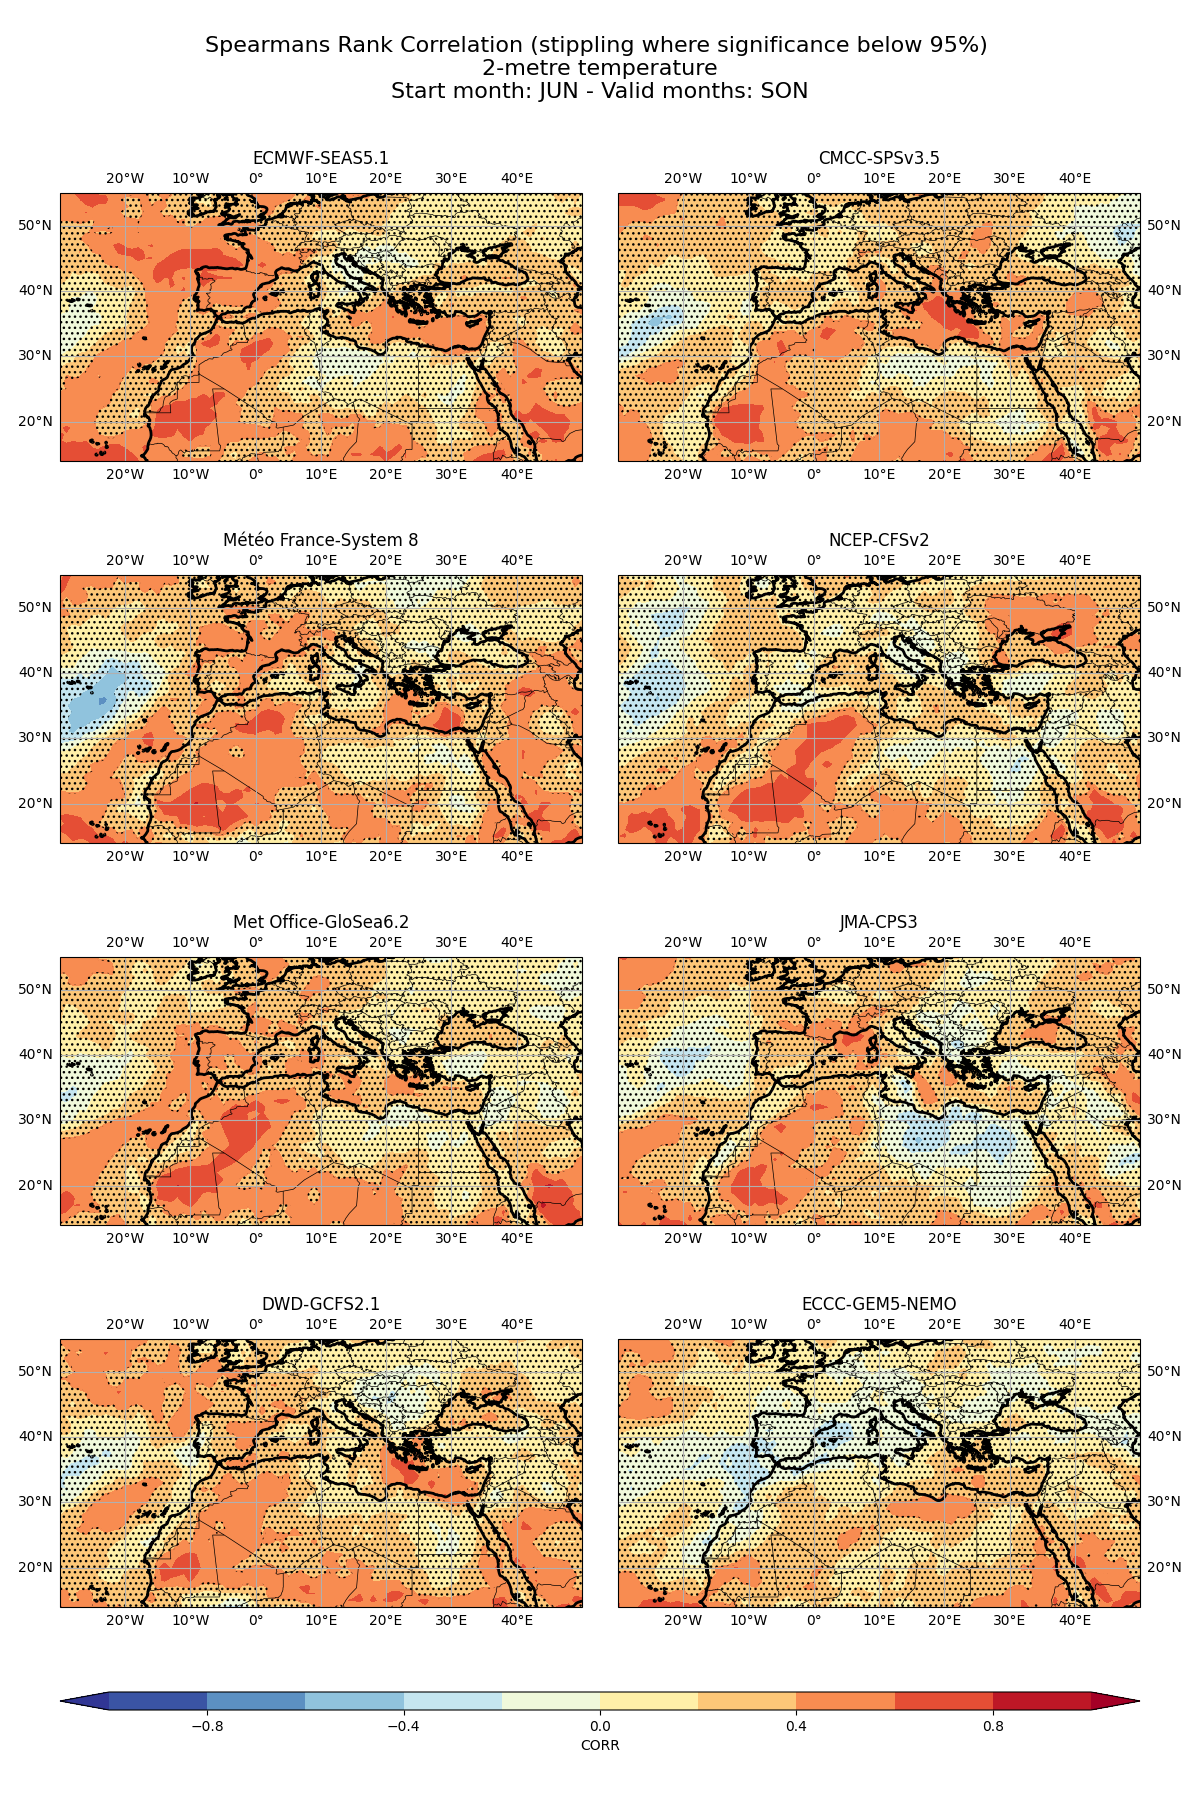 Spearmans Rank Correlation (stippling where significance below 95%)
2-metre temperature
Start month: JUN - Valid months: SON
ECMWF-SEAS5.1 CMCC-SPSv3.5
20°W 10°W 0° 10°E 20°E 30°E 40°E 20°W 10°W 0° 10°E 20°E 30°E 40°E
50°N 50°N
40°N 40°N
30°N 30°N
20°N 20°N
20°W 10°W 0° 10°E 20°E 30°E 40°E 20°W 10°W 0° 10°E 20°E 30°E 40°E
Météo France-System 8 NCEP-CFSv2
20°W 10°W 0° 10°E 20°E 30°E 40°E 20°W 10°W 0° 10°E 20°E 30°E 40°E
50°N 50°N
40°N 40°N
30°N 30°N
20°N 20°N
20°W 10°W 0° 10°E 20°E 30°E 40°E 20°W 10°W 0° 10°E 20°E 30°E 40°E
Met Office-GloSea6.2 JMA-CPS3
20°W 10°W 0° 10°E 20°E 30°E 40°E 20°W 10°W 0° 10°E 20°E 30°E 40°E
50°N 50°N
40°N 40°N
30°N 30°N
20°N 20°N
20°W 10°W 0° 10°E 20°E 30°E 40°E 20°W 10°W 0° 10°E 20°E 30°E 40°E
DWD-GCFS2.1 ECCC-GEM5-NEMO
20°W 10°W 0° 10°E 20°E 30°E 40°E 20°W 10°W 0° 10°E 20°E 30°E 40°E
50°N 50°N
40°N 40°N
30°N 30°N
20°N 20°N
20°W 10°W 0° 10°E 20°E 30°E 40°E 20°W 10°W 0° 10°E 20°E 30°E 40°E
−0.8 −0.4 0.0 0.4 0.8
CORR